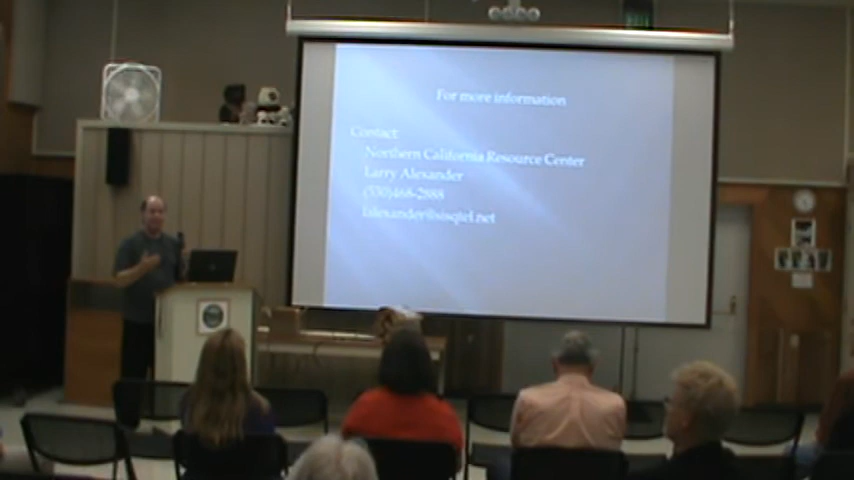 For more information
Contact
Northern California Resource Center
Larry Alexander
(530)468-2888
lalexander@sisqtel.net